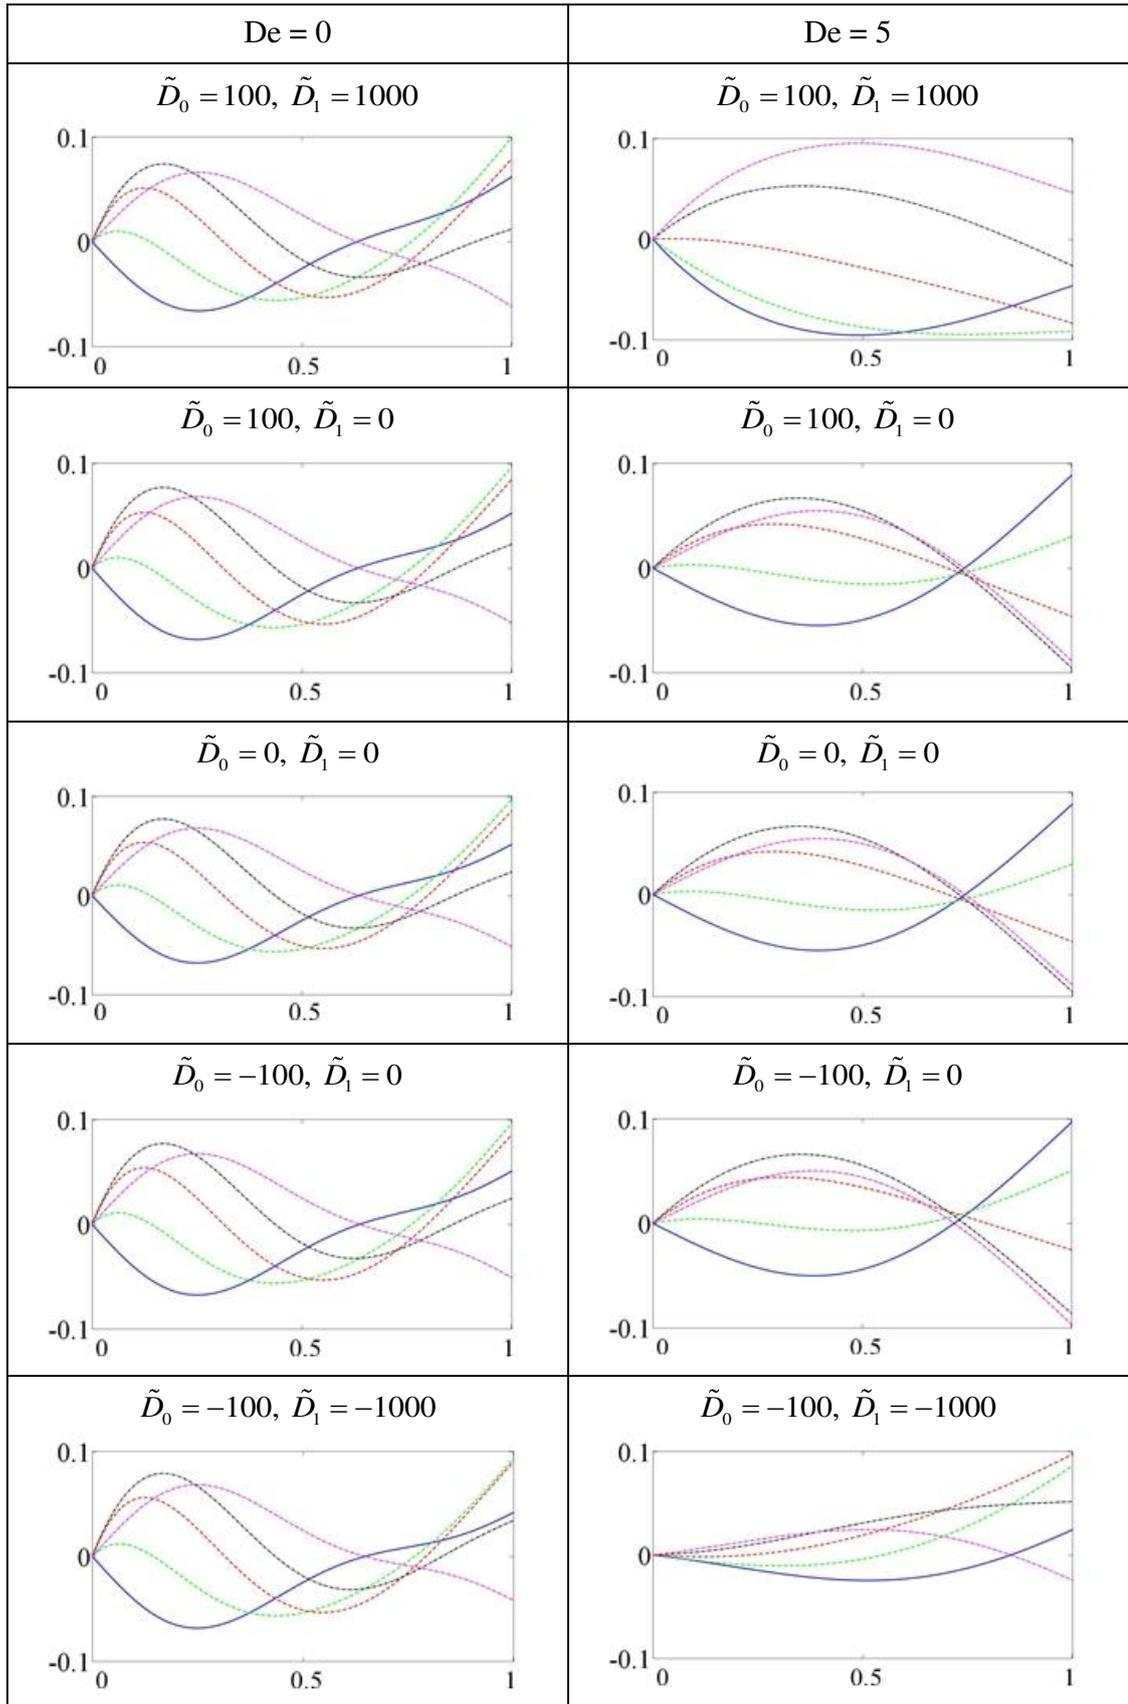 De = 0
De = 5
D̃₀ = 100, D̃₁ = 1000
0.1
0
-0.1
0 0.5 1
D̃₀ = 100, D̃₁ = 1000
0.1
0
-0.1
0 0.5 1
D̃₀ = 100, D̃₁ = 0
0.1
0
-0.1
0 0.5 1
D̃₀ = 100, D̃₁ = 0
0.1
0
-0.1
0 0.5 1
D̃₀ = 0, D̃₁ = 0
0.1
0
-0.1
0 0.5 1
D̃₀ = 0, D̃₁ = 0
0.1
0
-0.1
0 0.5 1
D̃₀ = −100, D̃₁ = 0
0.1
0
-0.1
0 0.5 1
D̃₀ = −100, D̃₁ = 0
0.1
0
-0.1
0 0.5 1
D̃₀ = −100, D̃₁ = −1000
0.1
0
-0.1
0 0.5 1
D̃₀ = −100, D̃₁ = −1000
0.1
0
-0.1
0 0.5 1